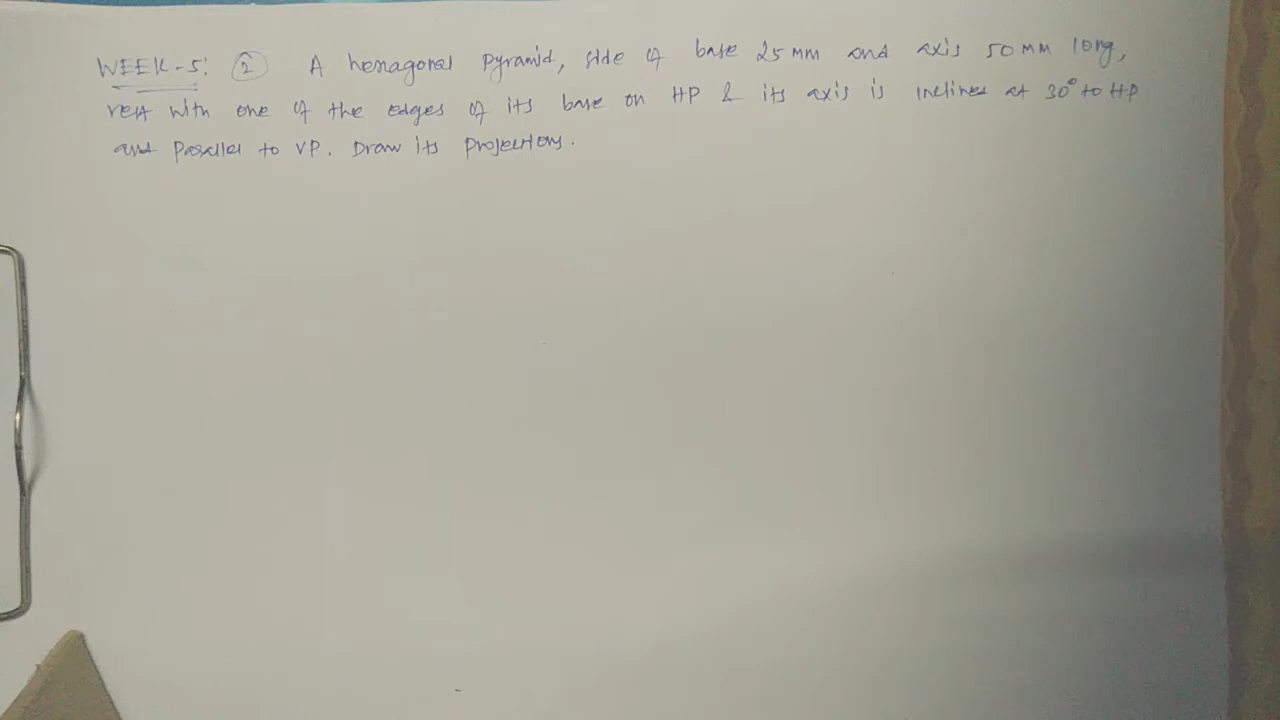 WEEK-5: 2 A hexagonal pyramid, side of base 25 mm and axis 50 mm long,
rest with one of the edges of its base on HP & its axis is inclined at 30° to HP
and parallel to VP. Draw its projections.